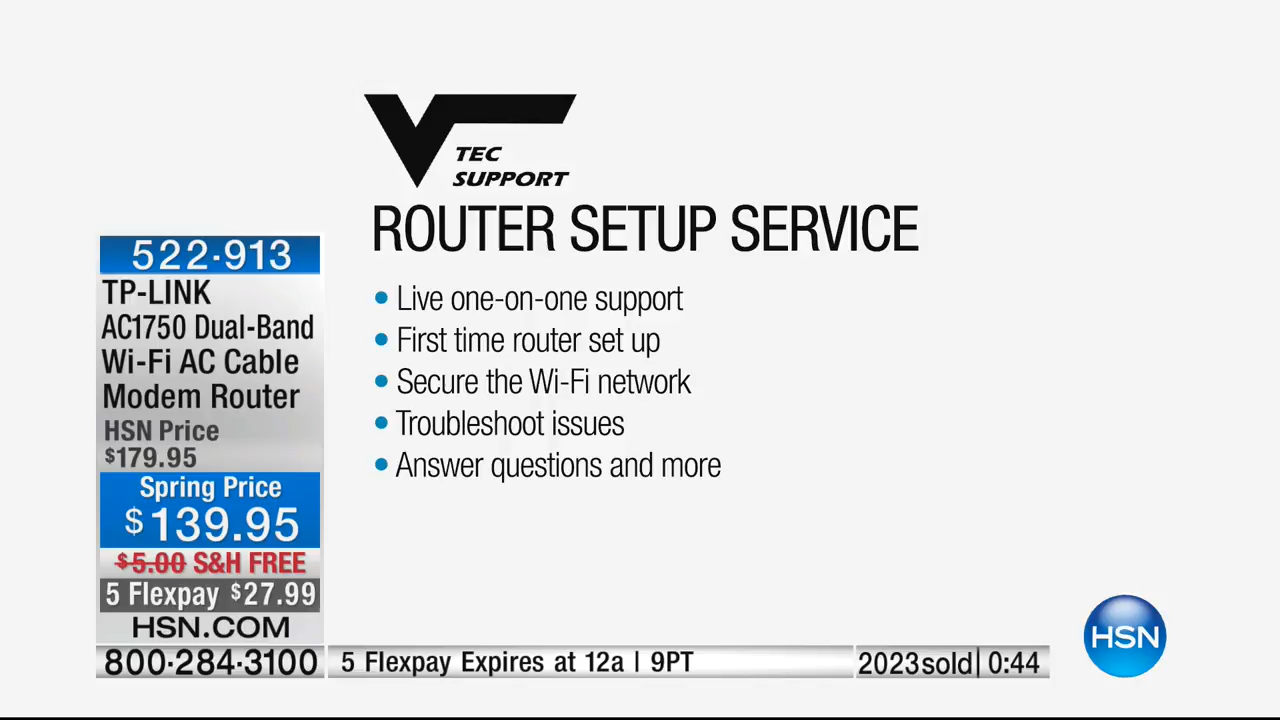 TEC
SUPPORT
ROUTER SETUP SERVICE
• Live one-on-one support
• First time router set up
• Secure the Wi-Fi network
• Troubleshoot issues
• Answer questions and more
522·913
TP-LINK
AC1750 Dual-Band
Wi-Fi AC Cable
Modem Router
HSN Price
$179.95
Spring Price
$139.95
$5.00 S&H FREE
5 Flexpay $27.99
HSN.COM
800·284·3100
5 Flexpay Expires at 12a | 9PT
2023sold | 0:44
HSN